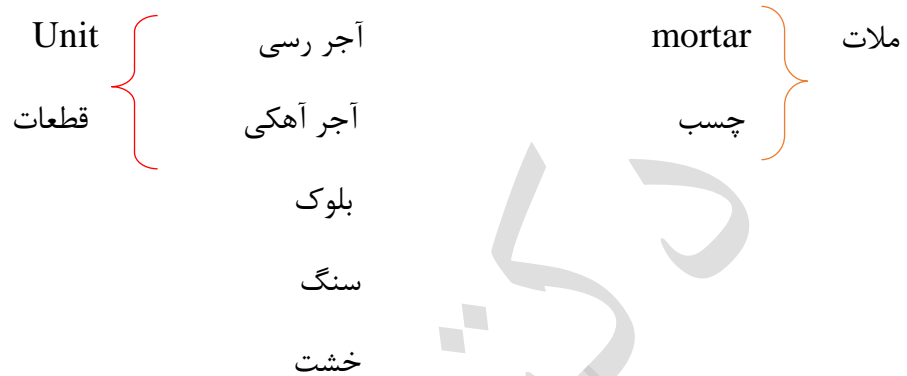 ملات mortar آجر رسی Unit
چسب آجر آهکی قطعات
بلوک
سنگ
خشت